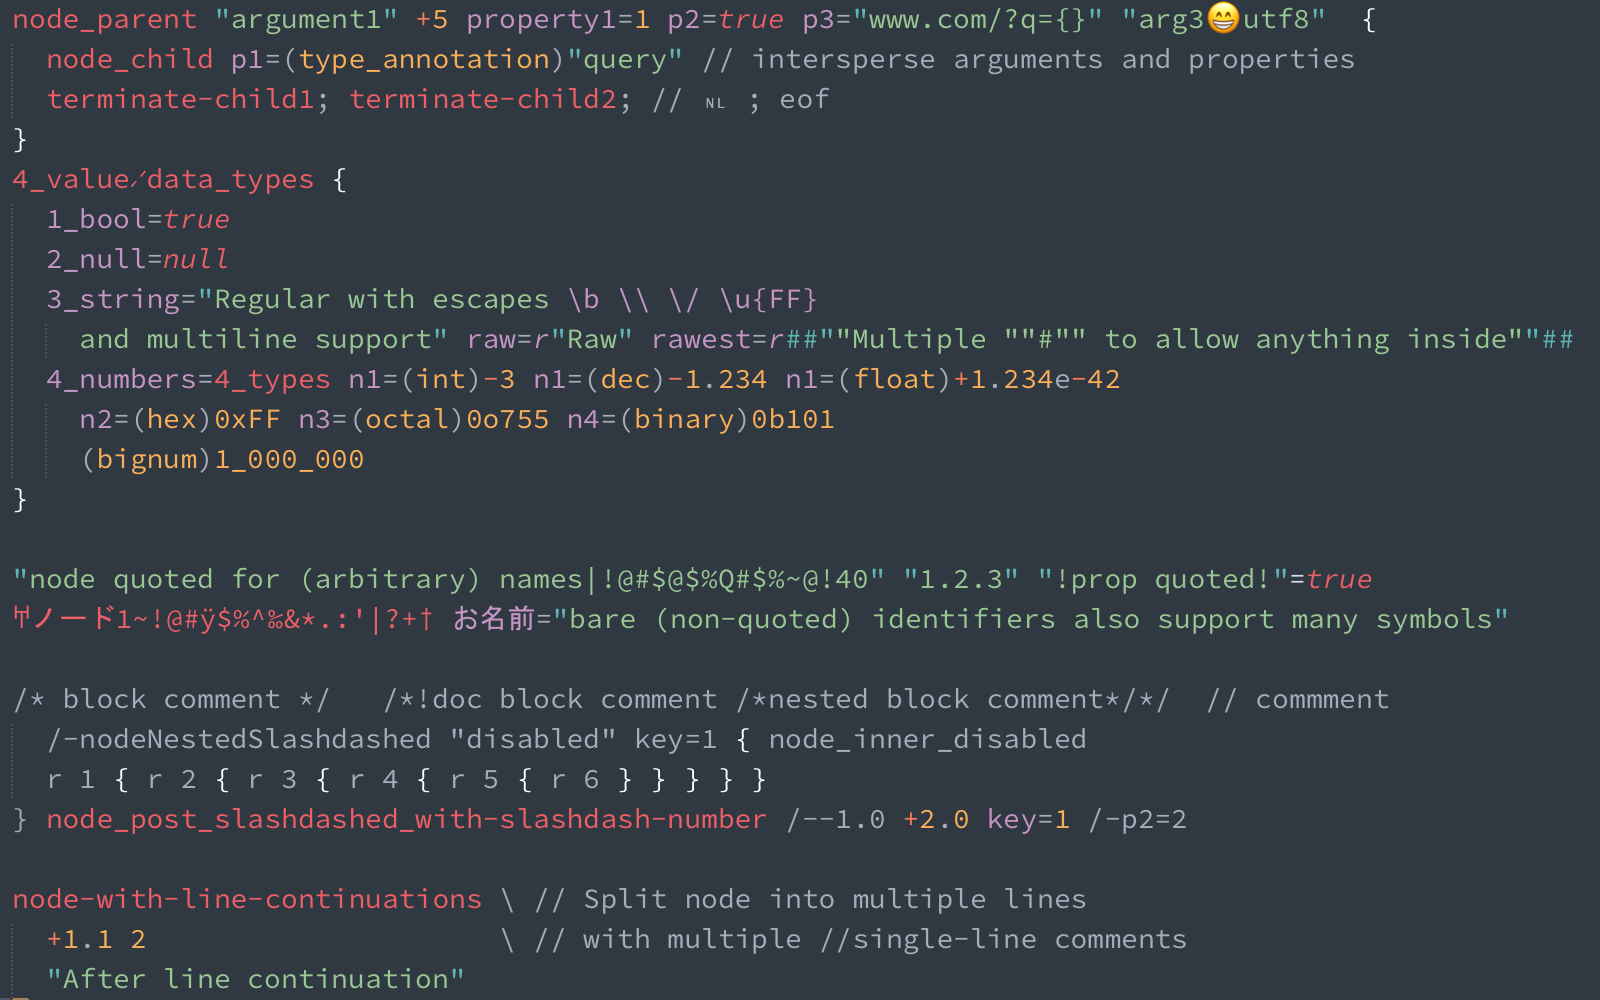 node_parent "argument1" +5 property1=1 p2=true p3="www.com/?q={}" "arg3😁utf8"  {
  node_child p1=(type_annotation)"query" // intersperse arguments and properties
  terminate-child1; terminate-child2; // NL ; eof
}
4_value⁄data_types {
  1_bool=true
  2_null=null
  3_string="Regular with escapes \b \\ \/ \u{FF}
    and multiline support" raw=r"Raw" rawest=r##""Multiple ""#"" to allow anything inside""##
  4_numbers=4_types n1=(int)-3 n1=(dec)-1.234 n1=(float)+1.234e-42
    n2=(hex)0xFF n3=(octal)0o755 n4=(binary)0b101
    (bignum)1_000_000
}

"node quoted for (arbitrary) names|!@#$@$%Q#$%~@!40" "1.2.3" "!prop quoted!"=true
ノード1~!@#ÿ$%^‰&*.:'|?+† お名前="bare (non-quoted) identifiers also support many symbols"

/* block comment */   /*!doc block comment /*nested block comment*/*/  // commment
  /-nodeNestedSlashdashed "disabled" key=1 { node_inner_disabled
  r 1 { r 2 { r 3 { r 4 { r 5 { r 6 } } } } }
} node_post_slashdashed_with-slashdash-number /--1.0 +2.0 key=1 /-p2=2

node-with-line-continuations \ // Split node into multiple lines
  +1.1 2                     \ // with multiple //single-line comments
  "After line continuation"